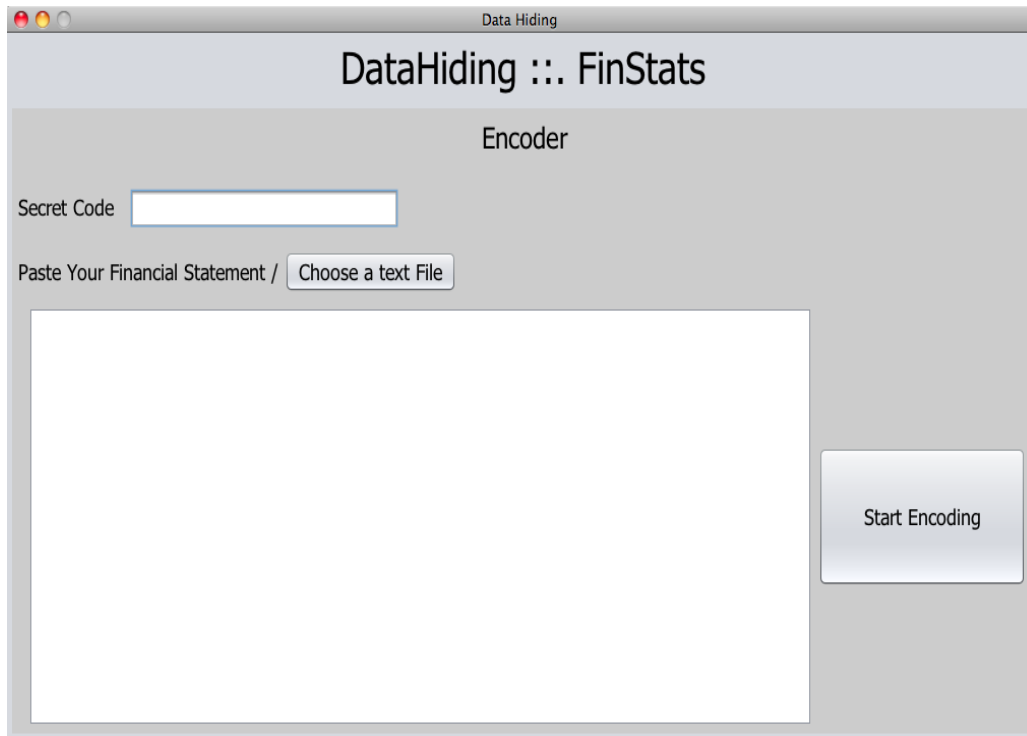 Data Hiding
DataHiding ::. FinStats
Encoder
Secret Code
Paste Your Financial Statement / Choose a text File
Start Encoding